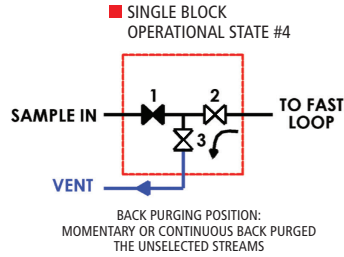 SINGLE BLOCK
OPERATIONAL STATE #4
1
2
SAMPLE IN
TO FAST
LOOP
3
VENT
BACK PURGING POSITION:
MOMENTARY OR CONTINUOUS BACK PURGED
THE UNSELECTED STREAMS